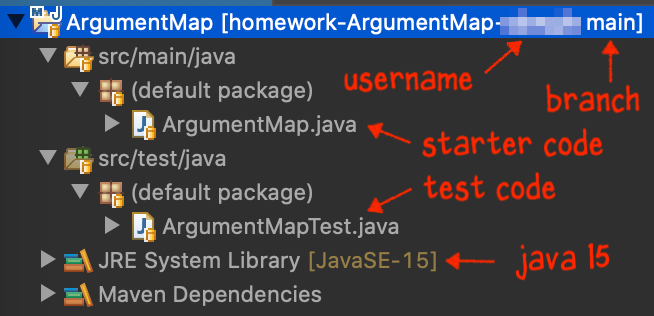 ArgumentMap [homework-ArgumentMap- main]
src/main/java
username
branch
(default package)
ArgumentMap.java
starter code
src/test/java
test code
(default package)
ArgumentMapTest.java
JRE System Library [JavaSE-15]
java 15
Maven Dependencies